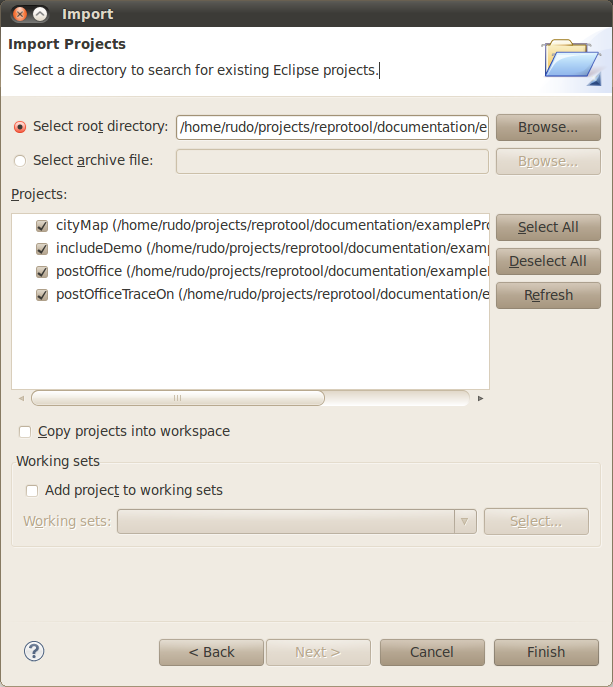 Import
Import Projects
Select a directory to search for existing Eclipse projects.
Select root directory: /home/rudo/projects/reprotool/documentation/e Browse...
Select archive file: Browse...
Projects:
cityMap (/home/rudo/projects/reprotool/documentation/examplePro Select All
includeDemo (/home/rudo/projects/reprotool/documentation/examp Deselect All
postOffice (/home/rudo/projects/reprotool/documentation/example
postOfficeTraceOn (/home/rudo/projects/reprotool/documentation/e Refresh
Copy projects into workspace
Working sets
Add project to working sets
Working sets: Select...
? < Back Next > Cancel Finish